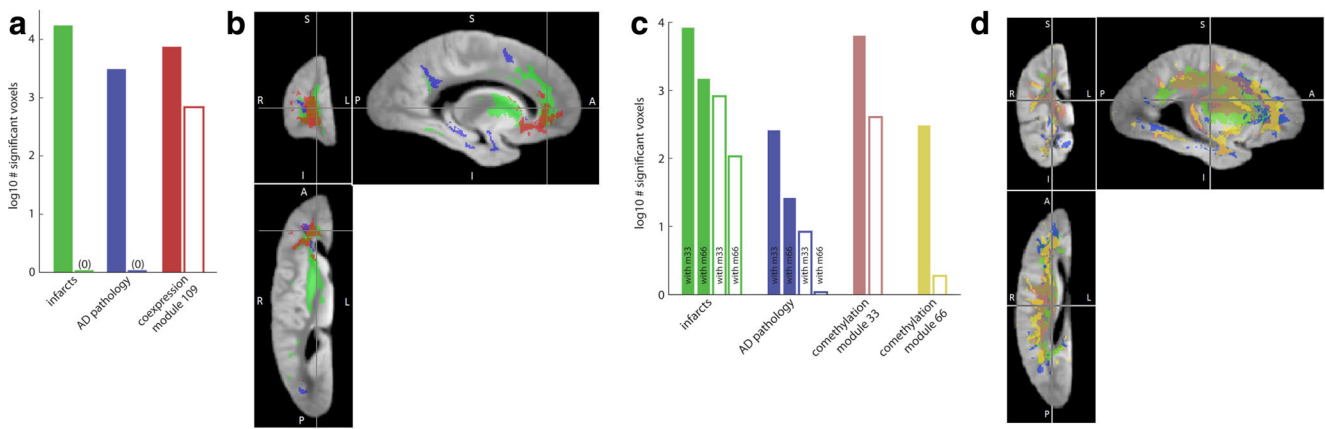 a
log10 # significant voxels
4
3
2
1
0
(0)
(0)
infarcts
AD pathology
coexpression
module 109
b
S
R
L
I
S
P
A
I
A
R
L
P
c
log10 # significant voxels
4
3
2
1
0
with m33
with m66
with m33
with m66
with m33
with m66
with m33
with m66
infarcts
AD pathology
comethylation
module 33
comethylation
module 66
d
S
R
L
I
S
P
A
I
A
R
L
P